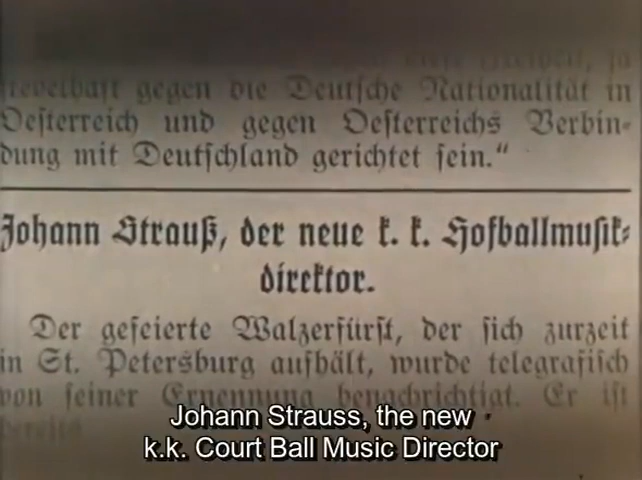 frevelhaft gegen die Deutsche Nationalität in
Oesterreich und gegen Oesterreichs Verbin-
dung mit Deutschland gerichtet sein.“
Johann Strauß, der neue k. k. Hofballmusik-
direktor.
Der gefeierte Walzerfürst, der sich zurzeit
in St. Petersburg aufhält, wurde telegrafisch
von seiner Ernennung benachrichtigt. Er ist
bereits
Johann Strauss, the new
k.k. Court Ball Music Director